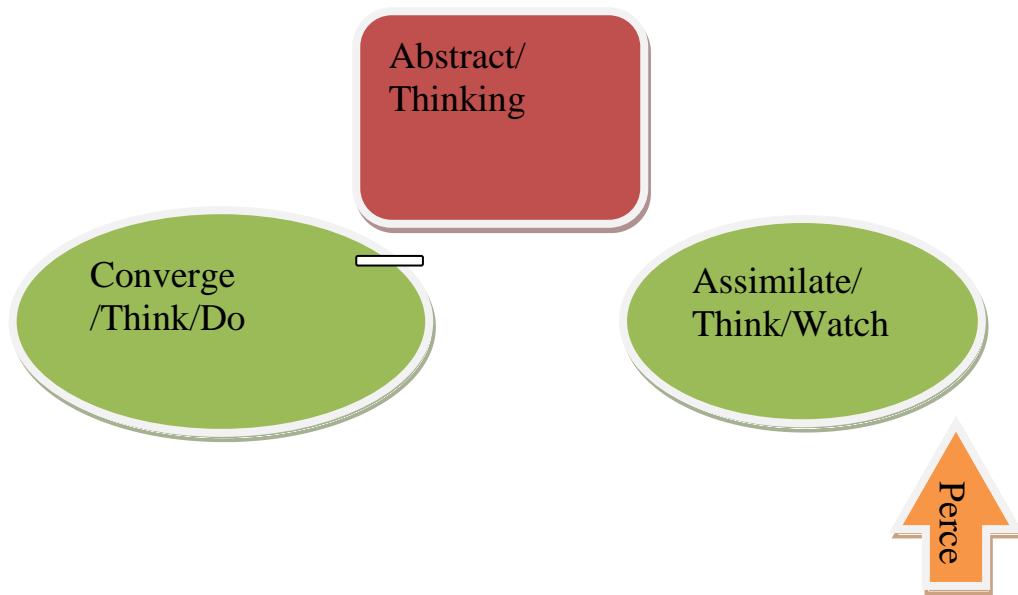 Abstract/
Thinking
Converge
/Think/Do
Assimilate/
Think/Watch
Perce